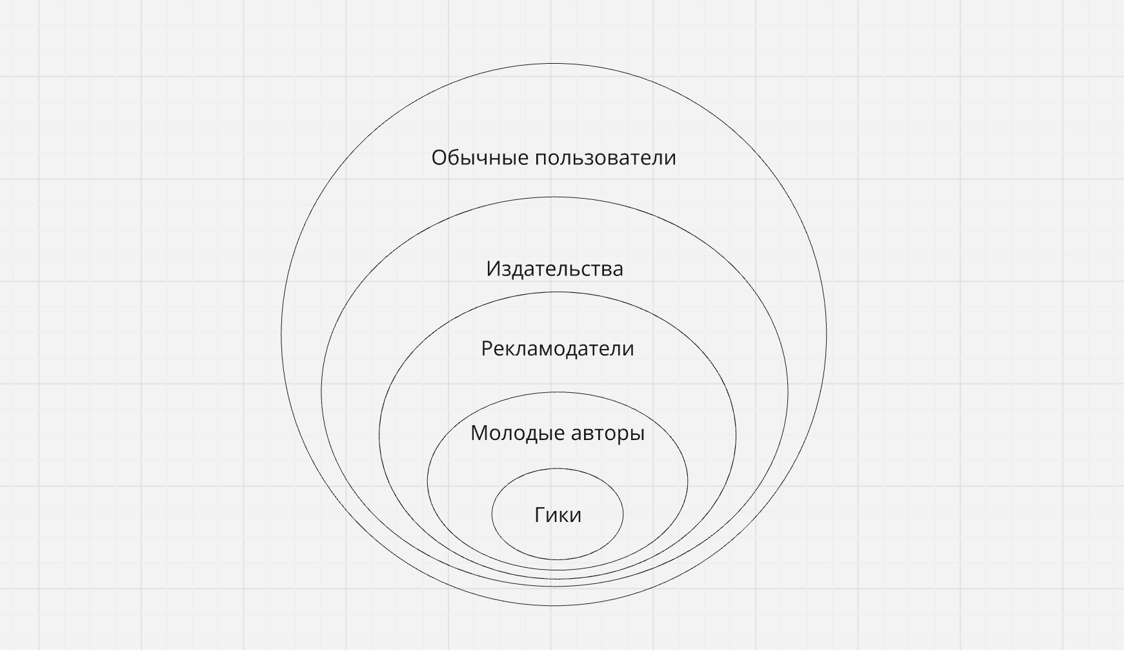 Обычные пользователи
Издательства
Рекламодатели
Молодые авторы
Гики